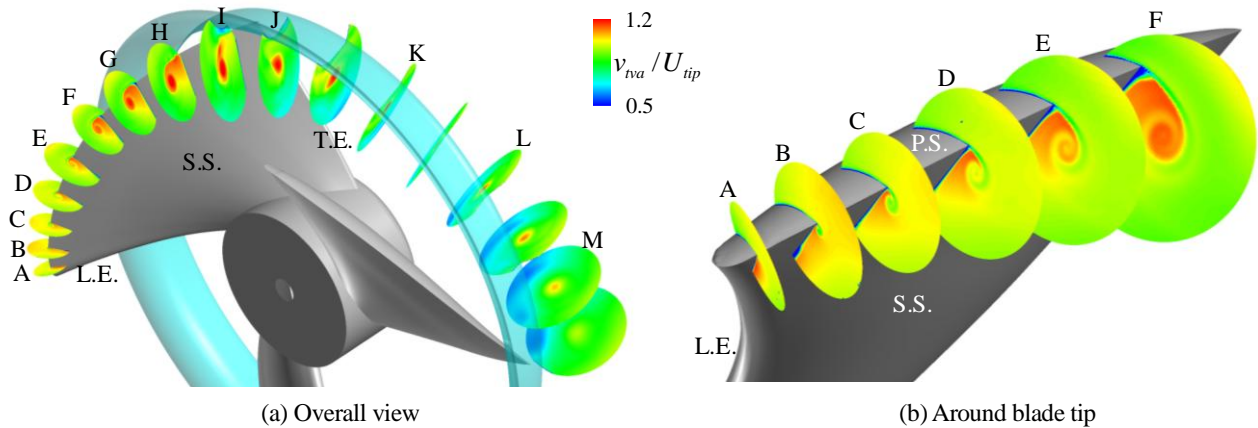 I
J
H
G
K
F
E
T.E.
L
S.S.
D
C
B
M
A
L.E.
1.2
v_tva / U_tip
0.5
F
E
D
C
P.S.
B
A
S.S.
L.E.
(a) Overall view
(b) Around blade tip